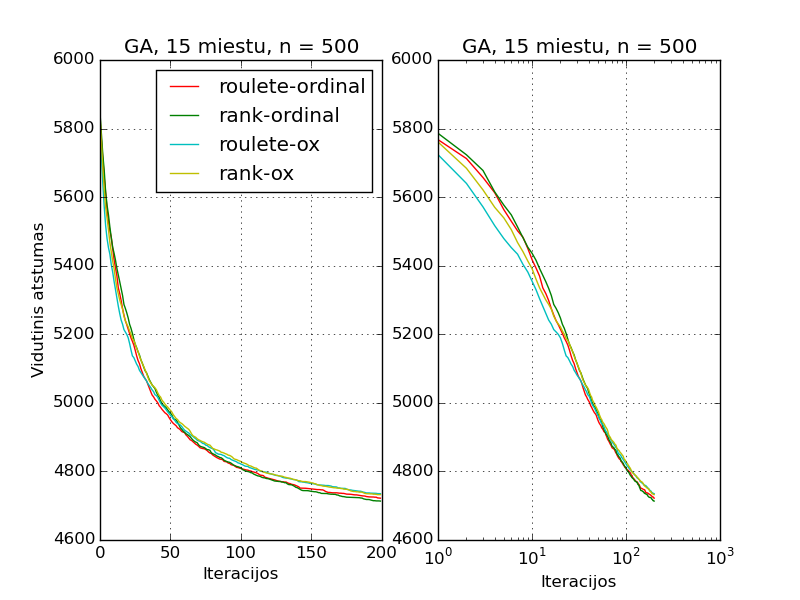 GA, 15 miestu, n = 500
6000
5800
5600
5400
5200
5000
4800
4600
0
50
100
150
200
Vidutinis atstumas
Iteracijos
roulete-ordinal
rank-ordinal
roulete-ox
rank-ox
GA, 15 miestu, n = 500
6000
5800
5600
5400
5200
5000
4800
4600
10⁰
10¹
10²
10³
Iteracijos